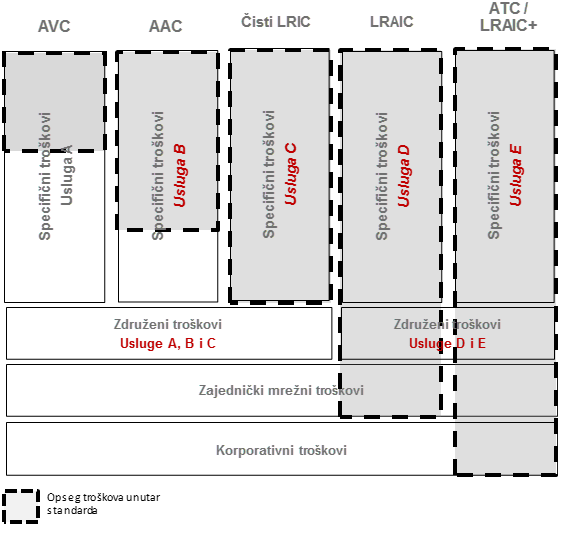 AVC
AAC
Čisti LRIC
LRAIC
ATC /
LRAIC+
Specifični troškovi
Usluga A
Specifični troškovi
Usluga B
Specifični troškovi
Usluga C
Specifični troškovi
Usluga D
Specifični troškovi
Usluga E
Združeni troškovi
Usluge A, B i C
Združeni troškovi
Usluge D i E
Zajednički mrežni troškovi
Korporativni troškovi
Opseg troškova unutar
standarda